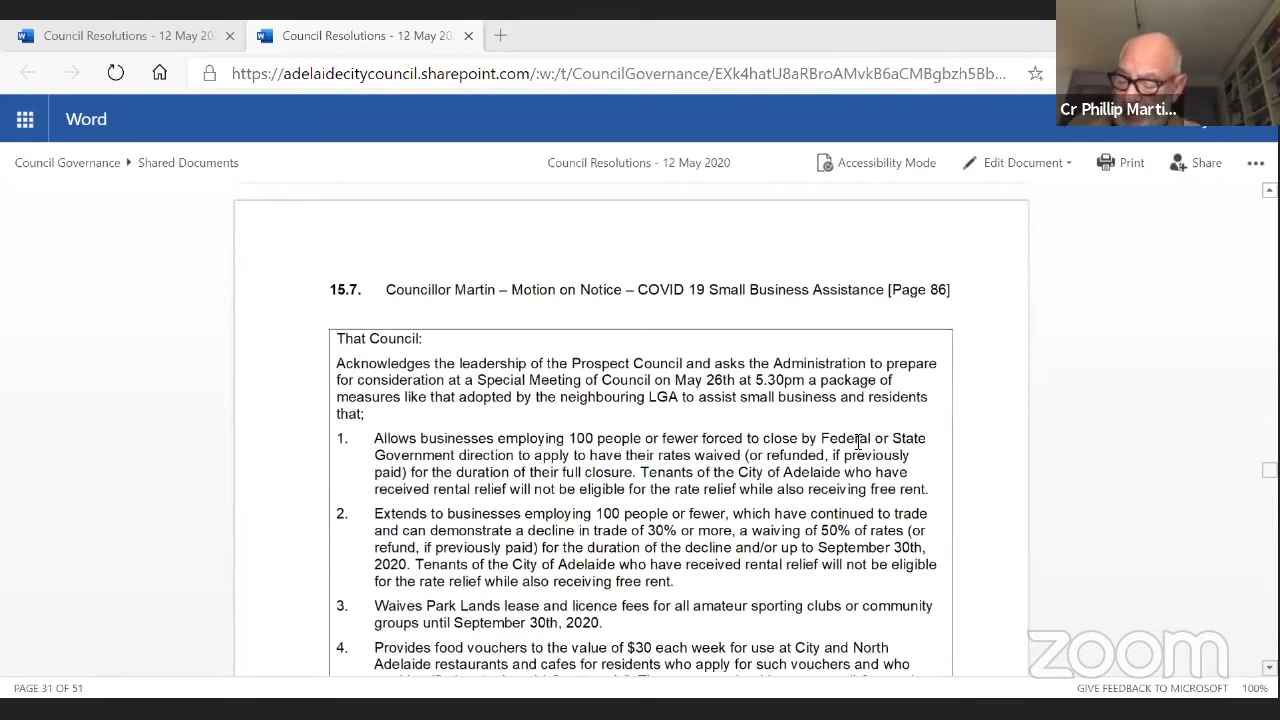 Council Resolutions - 12 May 20
Council Resolutions - 12 May 202
https://adelaidecitycouncil.sharepoint.com/:w:/t/CouncilGovernance/EXk4hatU8aRBroAMvkB6aCMBgbzh5Bb...
Cr Phillip Marti...
Word
Council Governance Shared Documents
Council Resolutions - 12 May 2020
Accessibility Mode
Edit Document
Print
Share
15.7. Councillor Martin – Motion on Notice – COVID 19 Small Business Assistance [Page 86]
That Council:
Acknowledges the leadership of the Prospect Council and asks the Administration to prepare
for consideration at a Special Meeting of Council on May 26th at 5.30pm a package of
measures like that adopted by the neighbouring LGA to assist small business and residents
that;
1. Allows businesses employing 100 people or fewer forced to close by Federal or State
Government direction to apply to have their rates waived (or refunded, if previously
paid) for the duration of their full closure. Tenants of the City of Adelaide who have
received rental relief will not be eligible for the rate relief while also receiving free rent.
2. Extends to businesses employing 100 people or fewer, which have continued to trade
and can demonstrate a decline in trade of 30% or more, a waiving of 50% of rates (or
refund, if previously paid) for the duration of the decline and/or up to September 30th,
2020. Tenants of the City of Adelaide who have received rental relief will not be eligible
for the rate relief while also receiving free rent.
3. Waives Park Lands lease and licence fees for all amateur sporting clubs or community
groups until September 30th, 2020.
4. Provides food vouchers to the value of $30 each week for use at City and North
Adelaide restaurants and cafes for residents who apply for such vouchers and who
zoom
PAGE 31 OF 51
GIVE FEEDBACK TO MICROSOFT
100%